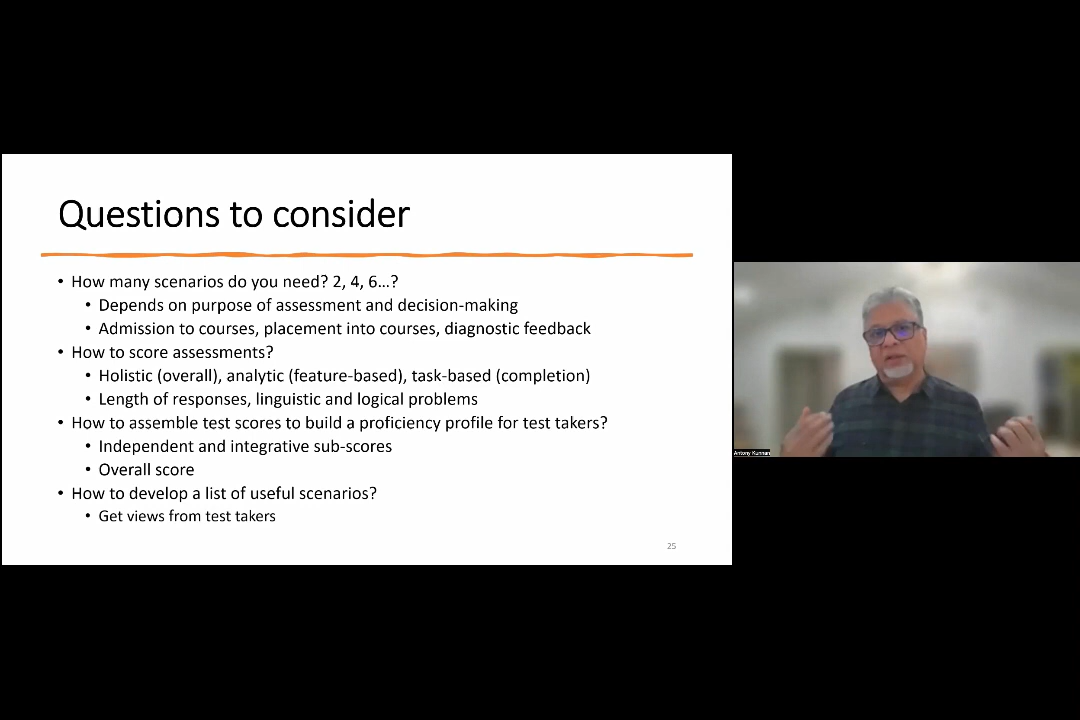 Questions to consider
• How many scenarios do you need? 2, 4, 6...?
• Depends on purpose of assessment and decision-making
• Admission to courses, placement into courses, diagnostic feedback
• How to score assessments?
• Holistic (overall), analytic (feature-based), task-based (completion)
• Length of responses, linguistic and logical problems
• How to assemble test scores to build a proficiency profile for test takers?
• Independent and integrative sub-scores
• Overall score
• How to develop a list of useful scenarios?
• Get views from test takers
25
Antony Kunnan